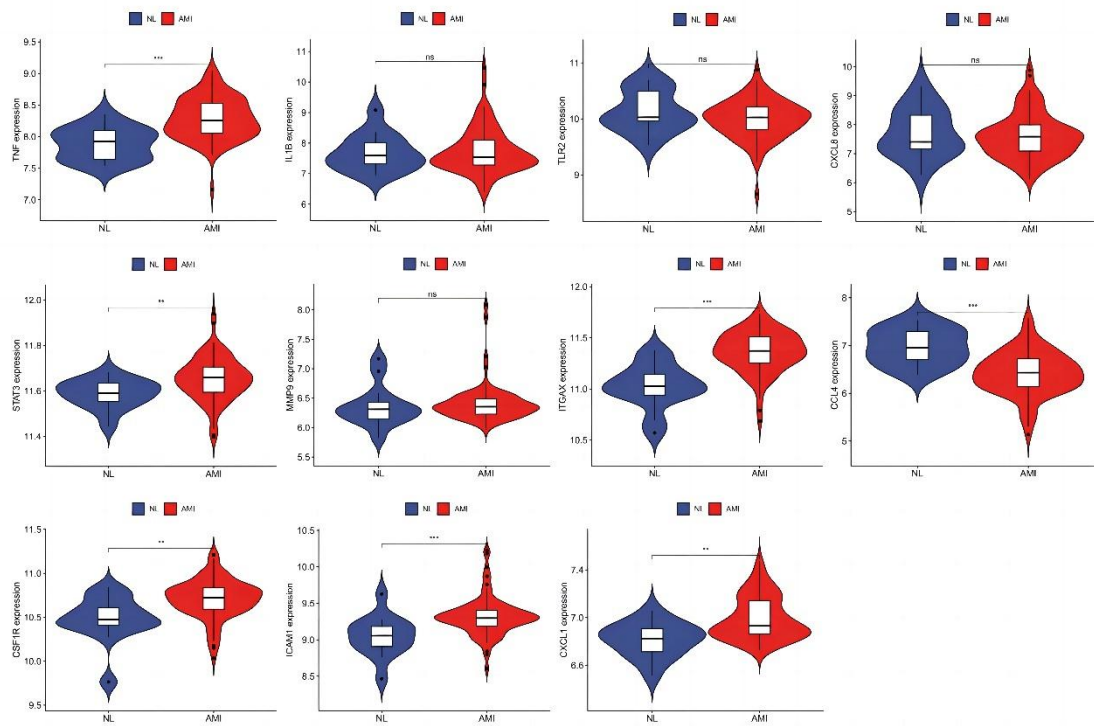 NL AMI
TNF expression
9.5
9.0
8.5
8.0
7.5
7.0
***
NL AMI
NL AMI
IL1B expression
11
10
9
8
7
6
ns
NL AMI
NL AMI
TLR2 expression
11
10
9
ns
NL AMI
NL AMI
CXCL8 expression
10
9
8
7
6
5
ns
NL AMI
NL AMI
STAT3 expression
12.0
11.8
11.6
11.4
**
NL AMI
NL AMI
MMP9 expression
8.0
7.5
7.0
6.5
6.0
5.5
ns
NL AMI
NL AMI
ITGAX expression
12.0
11.5
11.0
10.5
***
NL AMI
NL AMI
CCL4 expression
8
7
6
5
***
NL AMI
NL AMI
CSF1R expression
11.5
11.0
10.5
10.0
9.5
**
NL AMI
NL AMI
ICAM1 expression
10.5
10.0
9.5
9.0
8.5
***
NL AMI
NL AMI
CXCL1 expression
7.4
7.0
6.6
**
NL AMI